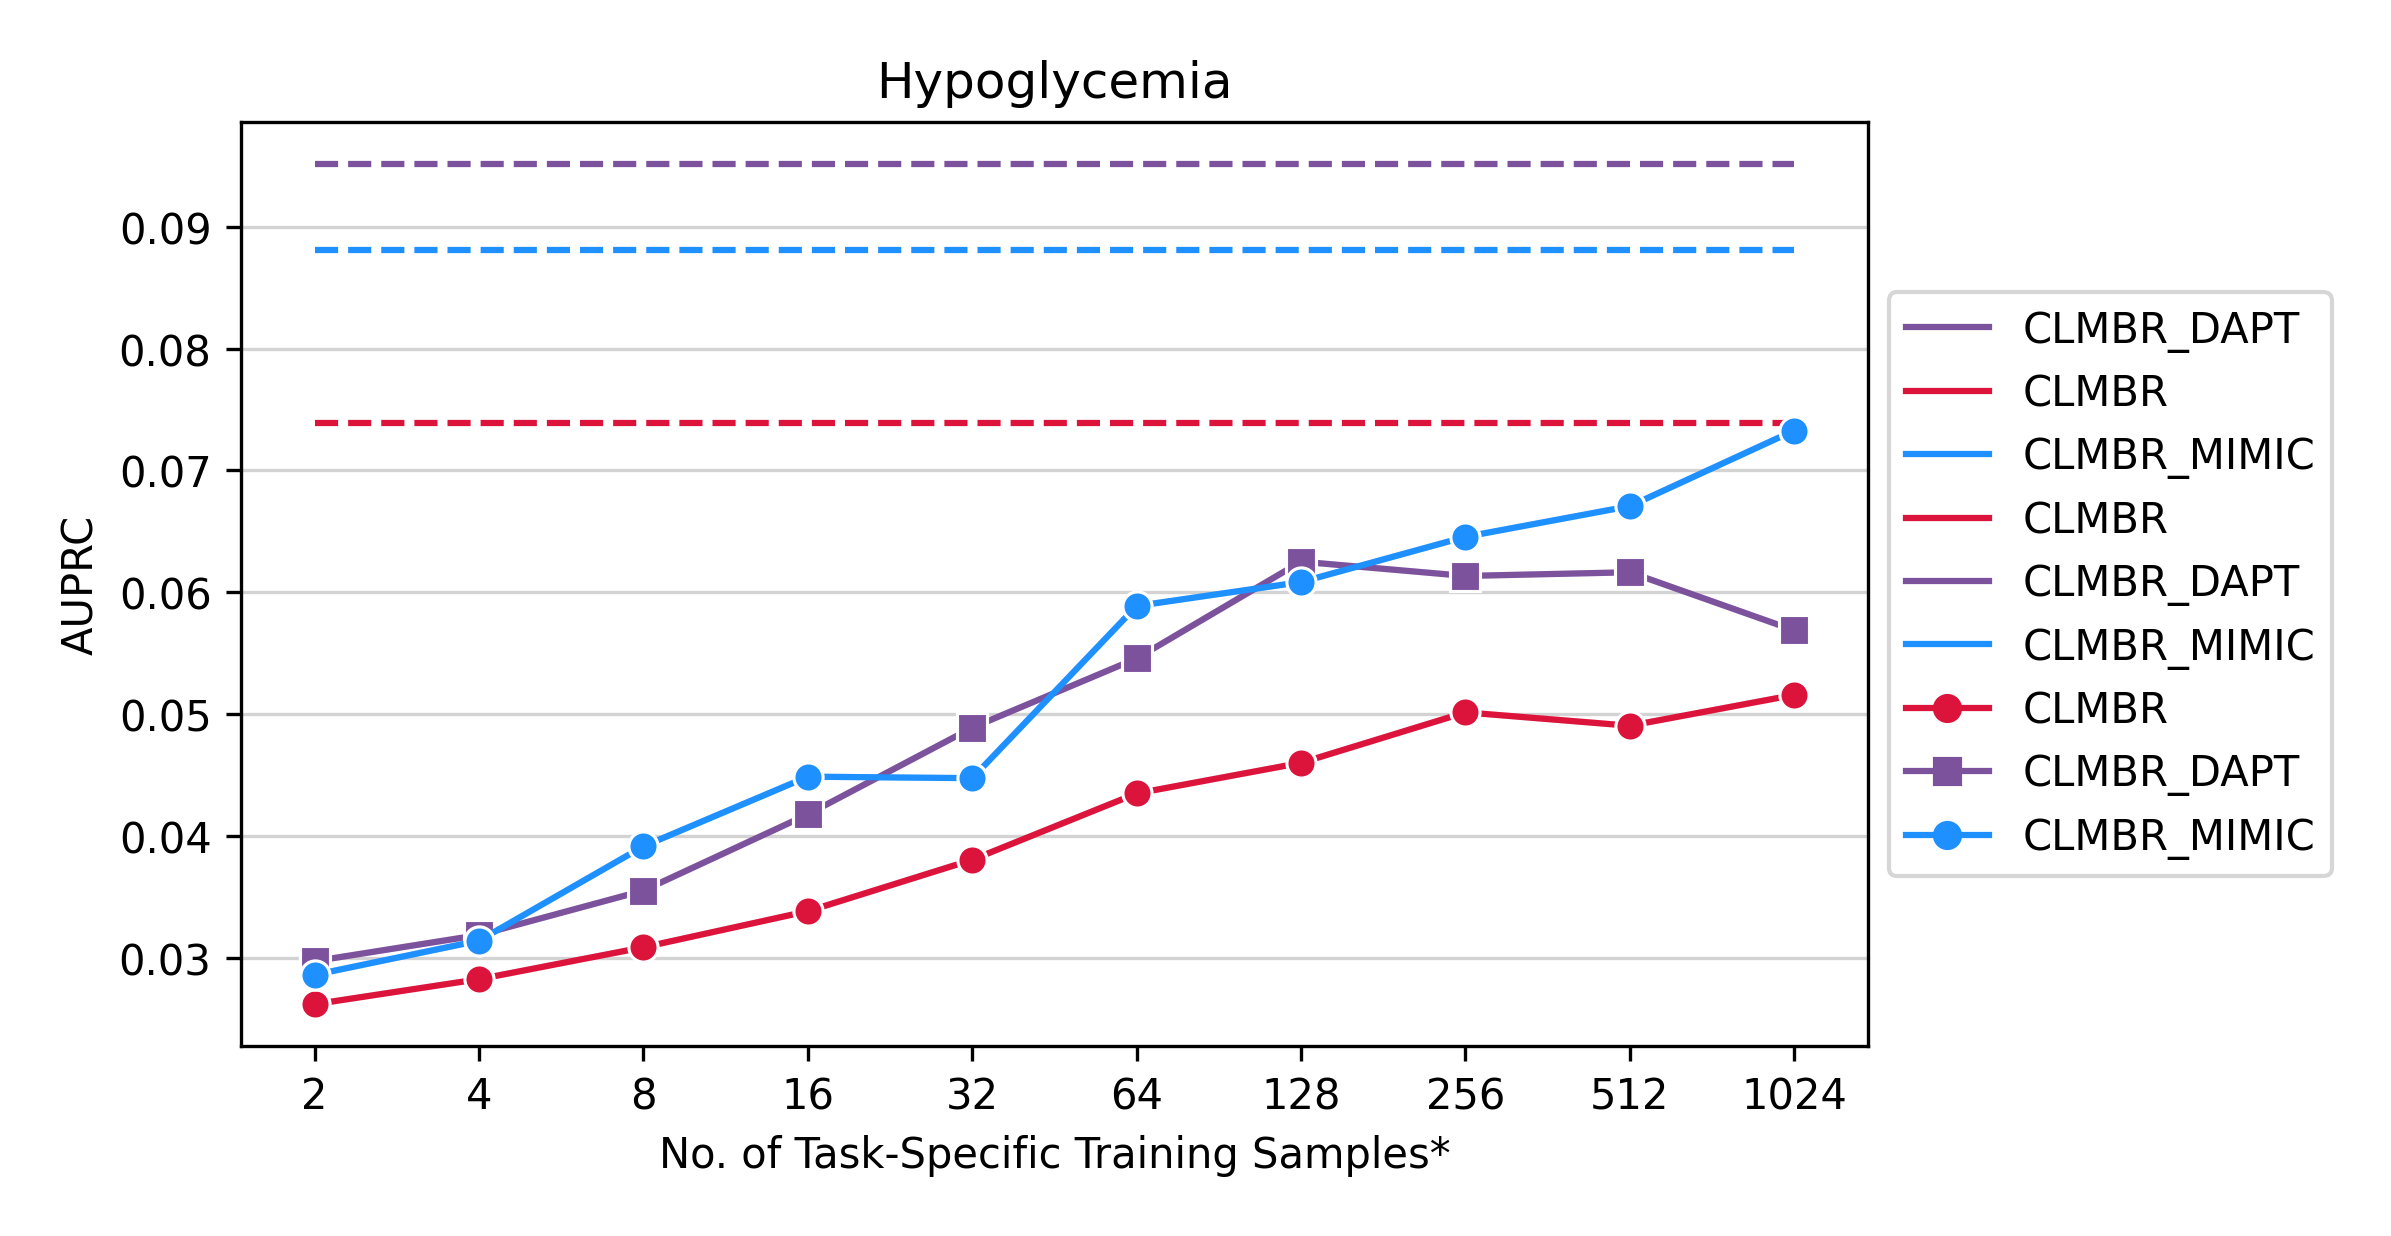 Hypoglycemia
AUPRC
0.09
0.08
0.07
0.06
0.05
0.04
0.03
2 4 8 16 32 64 128 256 512 1024
No. of Task-Specific Training Samples*
CLMBR_DAPT
CLMBR
CLMBR_MIMIC
CLMBR
CLMBR_DAPT
CLMBR_MIMIC
CLMBR
CLMBR_DAPT
CLMBR_MIMIC